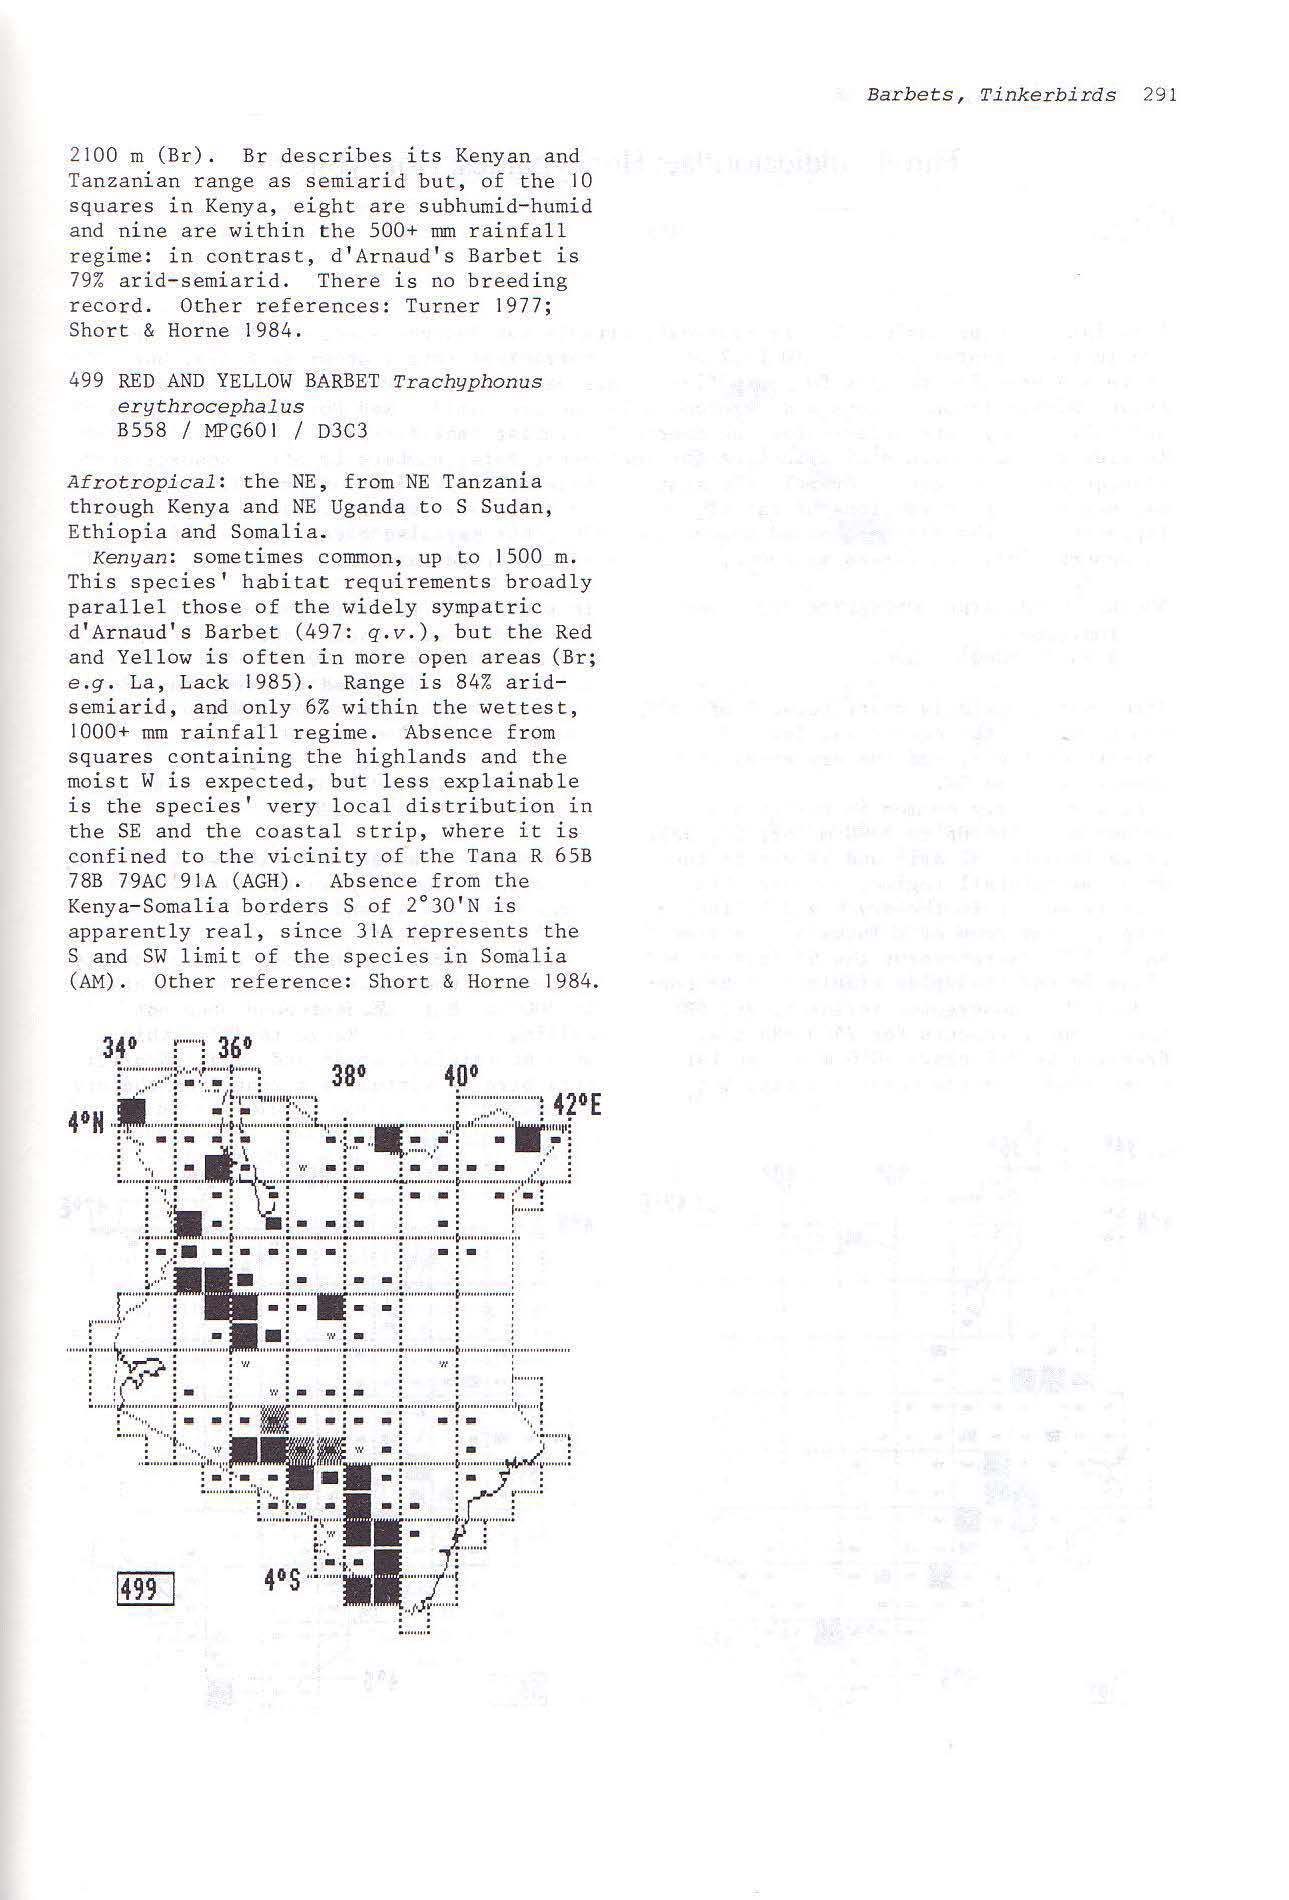 Barbets, Tinkerbirds 291
2100 m (Br). Br describes its Kenyan and
Tanzanian range as semiarid but, of the 10
squares in Kenya, eight are subhumid-humid
and nine are within the 500+ mm rainfall
regime: in contrast, d'Arnaud's Barbet is
79% arid-semiarid. There is no breeding
record. Other references: Turner 1977;
Short & Horne 1984.
499 RED AND YELLOW BARBET Trachyphonus
erythrocephalus
B558 / MPG601 / D3C3
Afrotropical: the NE, from NE Tanzania
through Kenya and NE Uganda to S Sudan,
Ethiopia and Somalia.
Kenyan: sometimes common, up to 1500 m.
This species' habitat requirements broadly
parallel those of the widely sympatric
d'Arnaud's Barbet (497: q.v.), but the Red
and Yellow is often in more open areas (Br;
e.g. La, Lack 1985). Range is 84% arid-
semiarid, and only 6% within the wettest,
1000+ mm rainfall regime. Absence from
squares containing the highlands and the
moist W is expected, but less explainable
is the species' very local distribution in
the SE and the coastal strip, where it is
confined to the vicinity of the Tana R 65B
78B 79AC 91A (AGH). Absence from the
Kenya-Somalia borders S of 2°30'N is
apparently real, since 31A represents the
S and SW limit of the species in Somalia
(AM). Other reference: Short & Horne 1984.
34° 36°
38° 40°
42°E
4°N
4°S
499